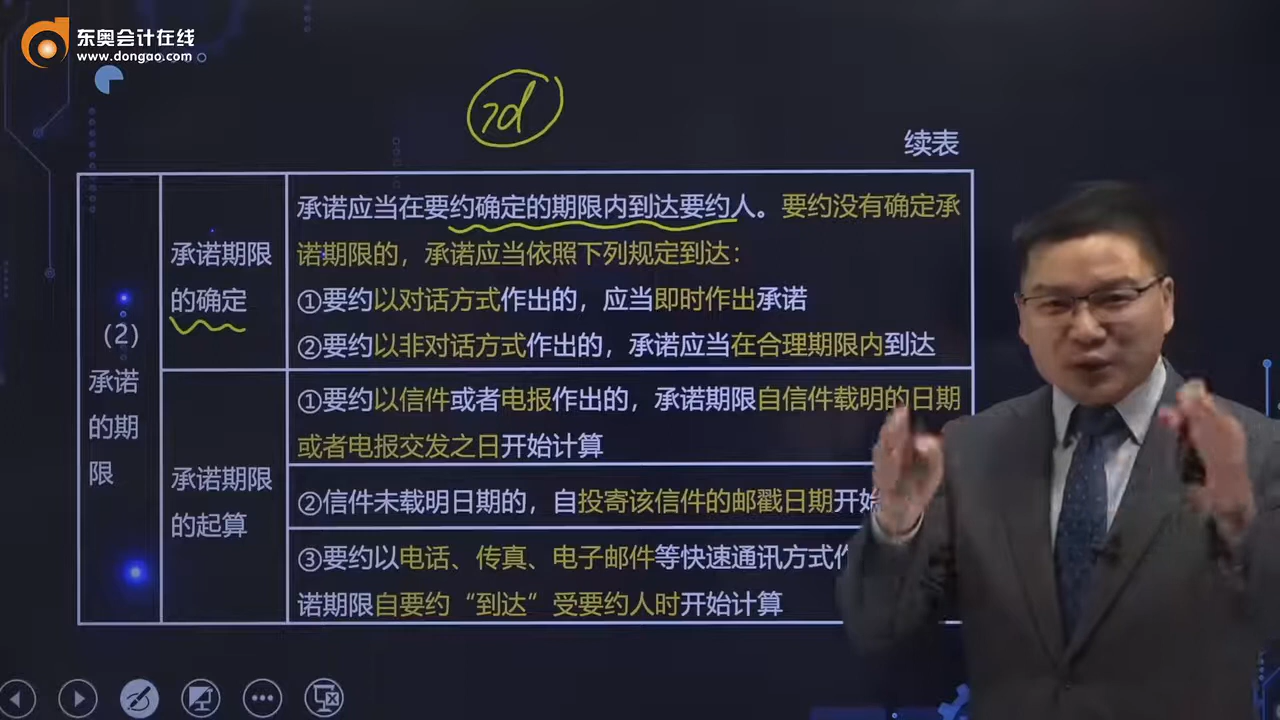 东奥会计在线
www.dongao.com
7d
续表
(2)
承诺
的期
限
承诺期限
的确定
承诺应当在要约确定的期限内到达要约人。要约没有确定承
诺期限的，承诺应当依照下列规定到达：
①要约以对话方式作出的，应当即时作出承诺
②要约以非对话方式作出的，承诺应当在合理期限内到达
承诺期限
的起算
①要约以信件或者电报作出的，承诺期限自信件载明的日期
或者电报交发之日开始计算
②信件未载明日期的，自投寄该信件的邮戳日期开始
③要约以电话、传真、电子邮件等快速通讯方式作
诺期限自要约“到达”受要约人时开始计算